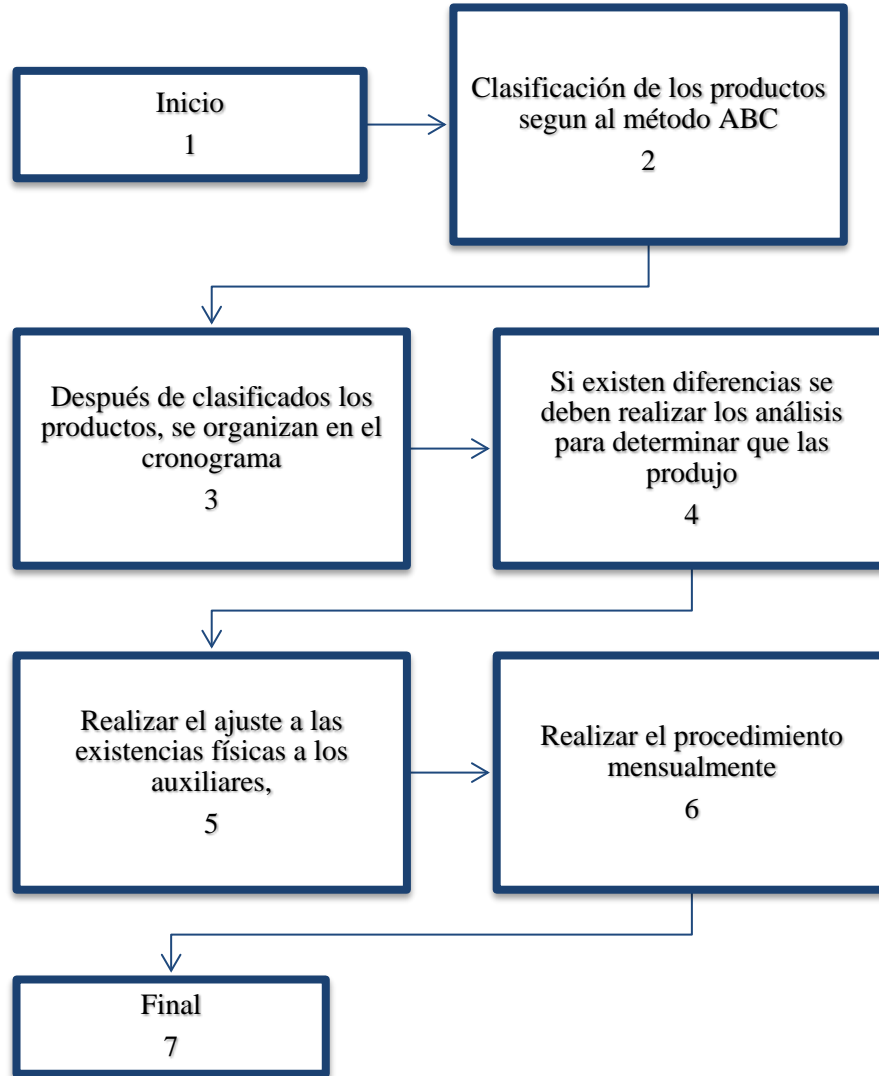 Inicio
1
Clasificación de los productos
segun al método ABC
2
Después de clasificados los
productos, se organizan en el
cronograma
3
Si existen diferencias se
deben realizar los análisis
para determinar que las
produjo
4
Realizar el ajuste a las
existencias físicas a los
auxiliares,
5
Realizar el procedimiento
mensualmente
6
Final
7